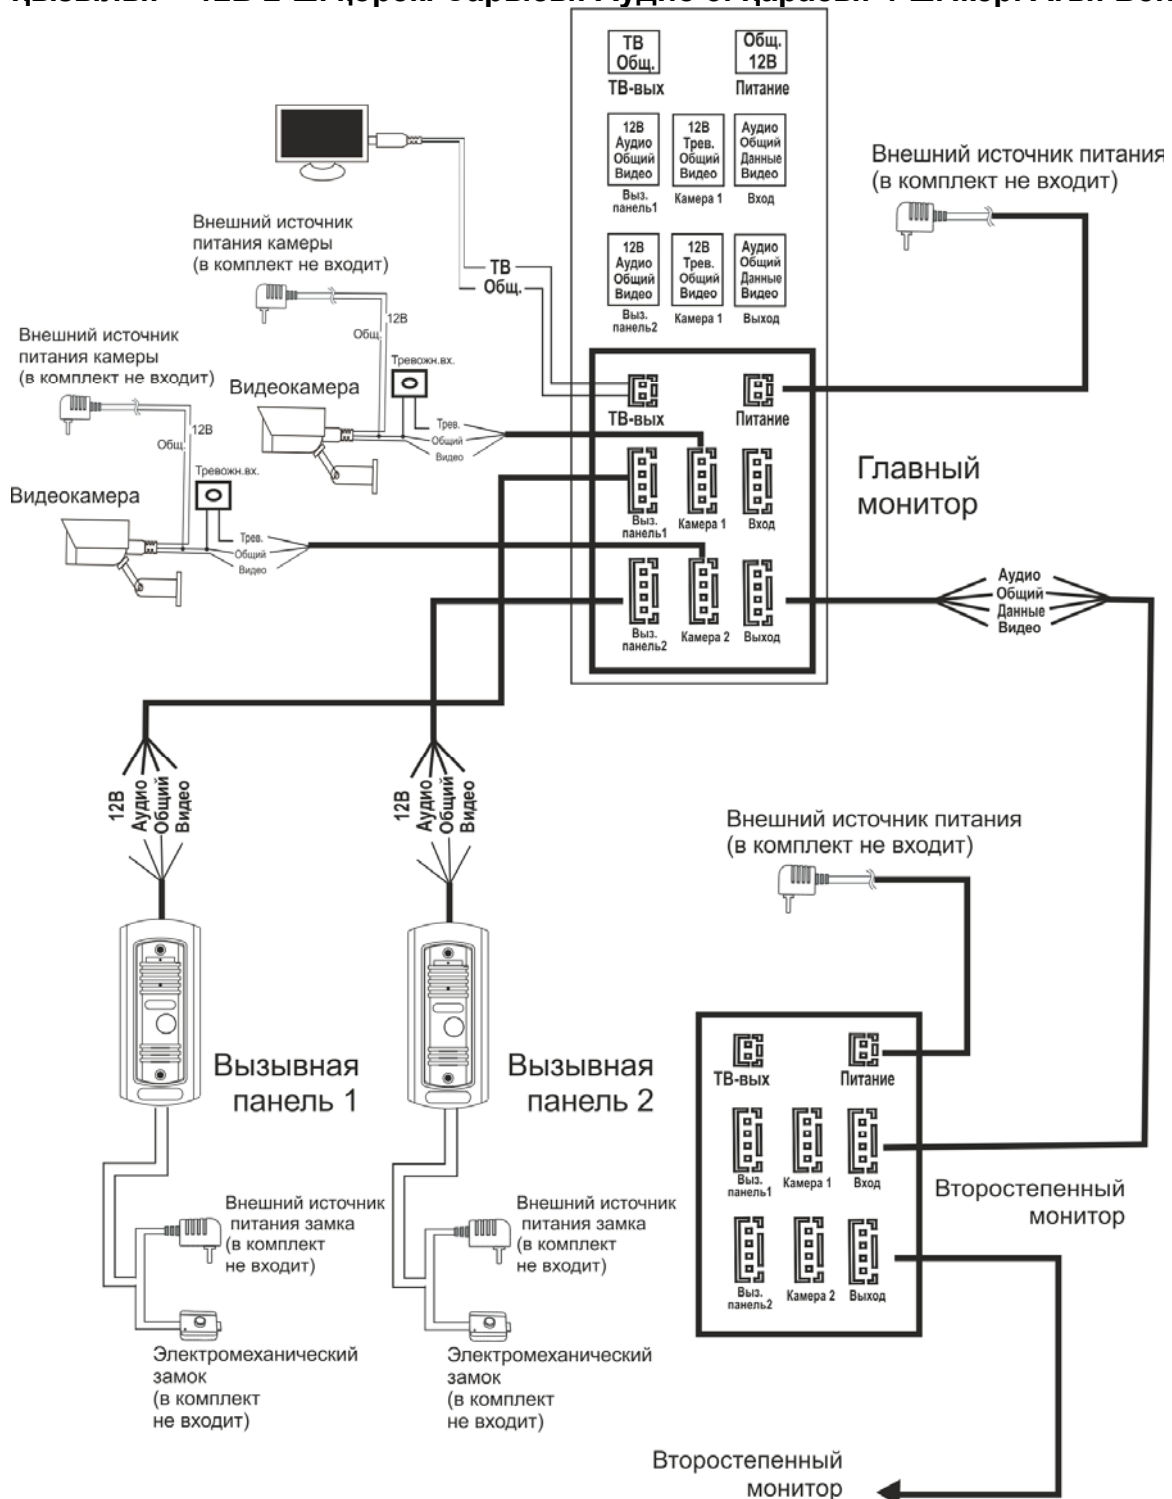 ТВ
Общ.
ТВ-вых
Общ.
12В
Питание
12В
Аудио
Общий
Видео
Выз.
панель1
12В
Трев.
Общий
Видео
Камера 1
Аудио
Общий
Данные
Видео
Вход
12В
Аудио
Общий
Видео
Выз.
панель2
12В
Трев.
Общий
Видео
Камера 1
Аудио
Общий
Данные
Видео
Выход
Внешний источник питания
(в комплект не входит)
Внешний источник
питания камеры
(в комплект не входит)
ТВ
Общ.
12В
Общ.
Внешний источник
питания камеры
(в комплект не входит)
Тревожн.вх.
Видеокамера
Трев.
Общий
Видео
12В
Общ.
Тревожн.вх.
Видеокамера
Трев.
Общий
Видео
ТВ-вых
Питание
Выз.
панель1
Камера 1
Вход
Главный
монитор
Выз.
панель2
Камера 2
Выход
Аудио
Общий
Данные
Видео
12В
Аудио
Общий
Видео
12В
Аудио
Общий
Видео
Внешний источник питания
(в комплект не входит)
Вызывная
панель 1
Вызывная
панель 2
ТВ-вых
Питание
Выз.
панель1
Камера 1
Вход
Второстепенный
монитор
Выз.
панель2
Камера 2
Выход
Внешний источник
питания замка
(в комплект
не входит)
Внешний источник
питания замка
(в комплект
не входит)
Электромеханический
замок
(в комплект
не входит)
Электромеханический
замок
(в комплект
не входит)
Второстепенный
монитор